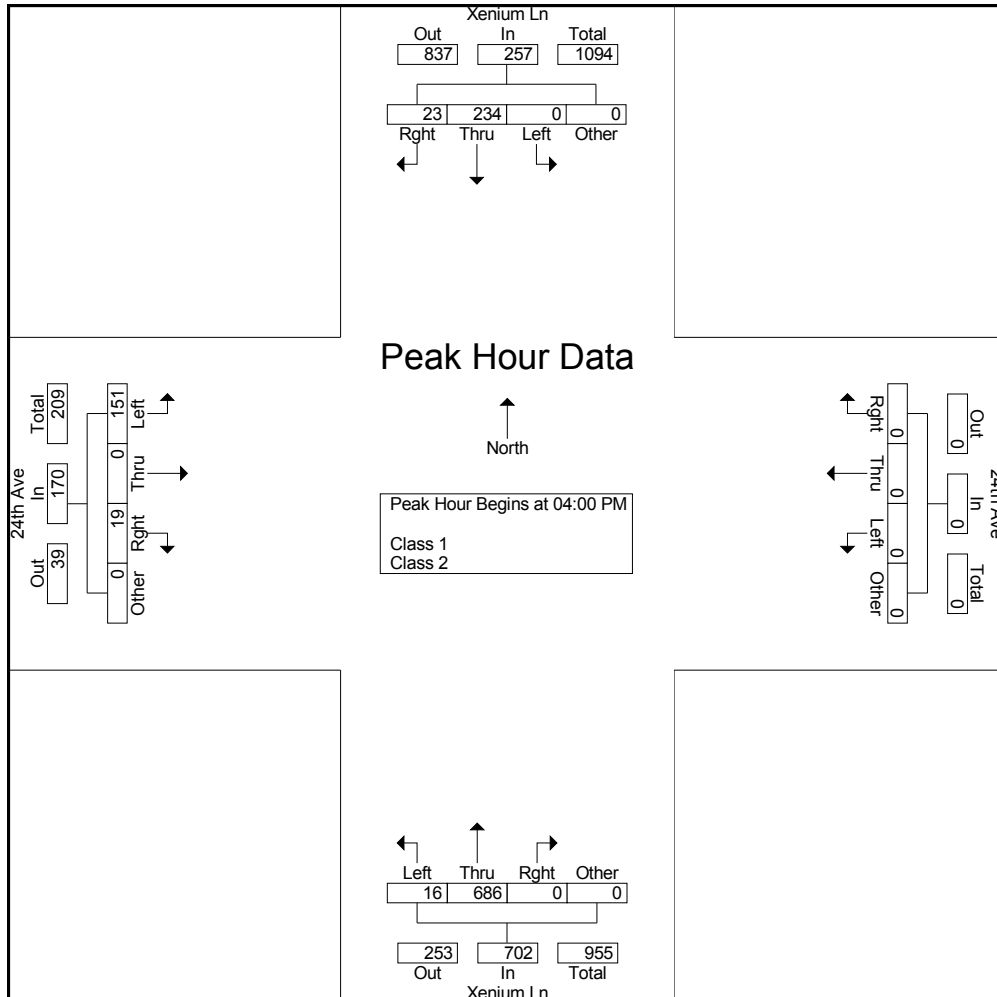 Xenium Ln
Out In Total
837 257 1094
23 234 0 0
Rght Thru Left Other
Peak Hour Data
North
Peak Hour Begins at 04:00 PM
Class 1
Class 2
24th Ave
Out In Total
39 170 209
Left Thru Rght Other
151 0 19 0
Rght Thru Left Other
0 0 0 0
Out In Total
0 0 0
24th Ave
Left Thru Rght Other
16 686 0 0
253 702 955
Out In Total
Xenium Ln